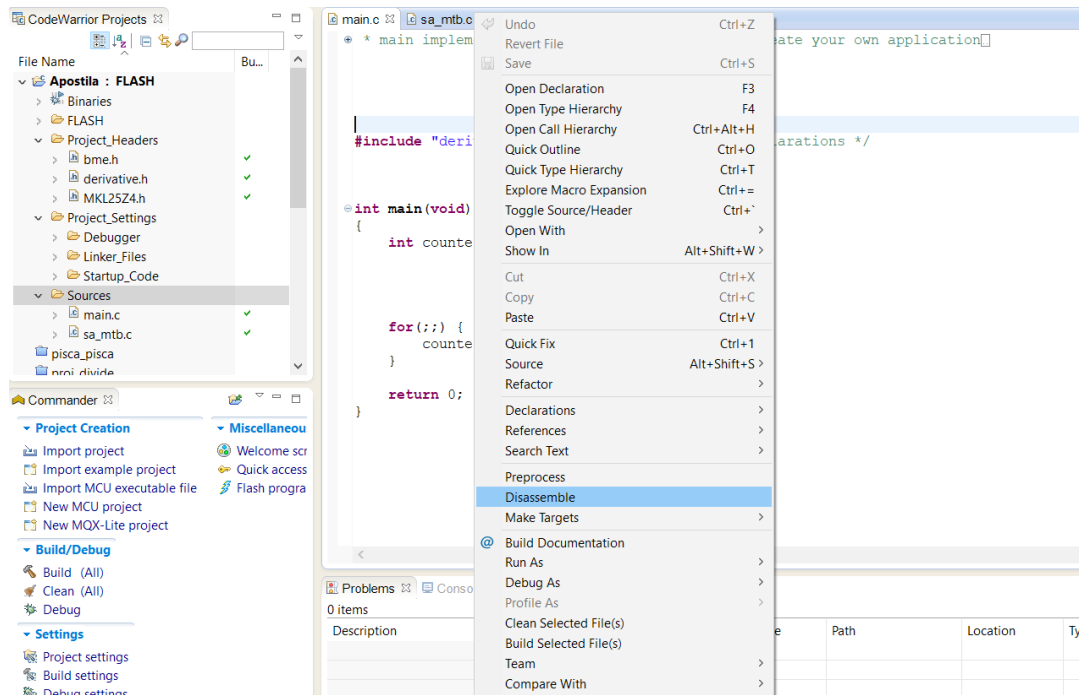 CodeWarrior Projects
File Name Bu...
Apostila : FLASH
Binaries
FLASH
Project_Headers
bme.h
derivative.h
MKL25Z4.h
Project_Settings
Debugger
Linker_Files
Startup_Code
Sources
main.c
sa_mtb.c
pisca_pisca
proj_divide
Commander
Project Creation
Import project
Import example project
Import MCU executable file
New MCU project
New MQX-Lite project
Build/Debug
Build (All)
Clean (All)
Debug
Settings
Project settings
Build settings
Debug settings
Miscellaneou
Welcome scr
Quick access
Flash progra
main.c sa_mtb.c
* main implem eate your own application
#include "deri larations */
int main(void)
{
int counte
for(;;) {
counte
}
return 0;
}
Undo Ctrl+Z
Revert File
Save Ctrl+S
Open Declaration F3
Open Type Hierarchy F4
Open Call Hierarchy Ctrl+Alt+H
Quick Outline Ctrl+O
Quick Type Hierarchy Ctrl+T
Explore Macro Expansion Ctrl+=
Toggle Source/Header Ctrl+`
Open With
Show In Alt+Shift+W
Cut Ctrl+X
Copy Ctrl+C
Paste Ctrl+V
Quick Fix Ctrl+1
Source Alt+Shift+S
Refactor
Declarations
References
Search Text
Preprocess
Disassemble
Make Targets
Build Documentation
Run As
Debug As
Profile As
Clean Selected File(s)
Build Selected File(s)
Team
Compare With
Problems Conso
0 items
Description e Path Location Ty